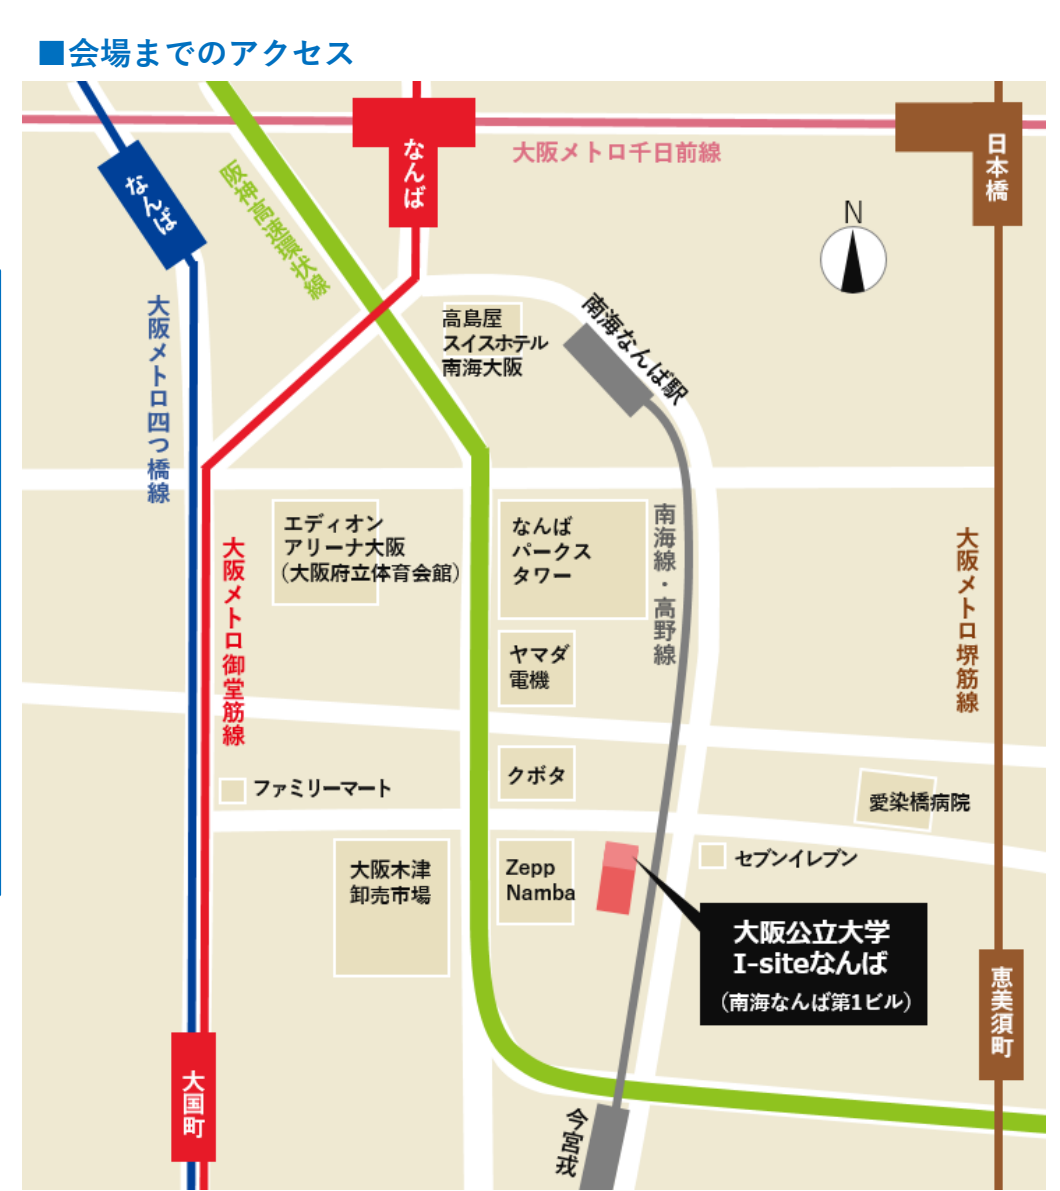 ■会場までのアクセス
なんば
日本橋
大阪メトロ千日前線
なんば
阪神高速環状線
N
大阪メトロ四つ橋線
高島屋
スイスホテル
南海大阪
南海なんば駅
エディオン
アリーナ大阪
（大阪府立体育会館）
なんば
パークス
タワー
南海線・高野線
大阪メトロ御堂筋線
大阪メトロ堺筋線
ヤマダ
電機
クボタ
ファミリーマート
愛染橋病院
大阪木津
卸売市場
Zepp
Namba
セブンイレブン
大阪公立大学
I-siteなんば
（南海なんば第1ビル）
恵美須町
大国町
今宮戎